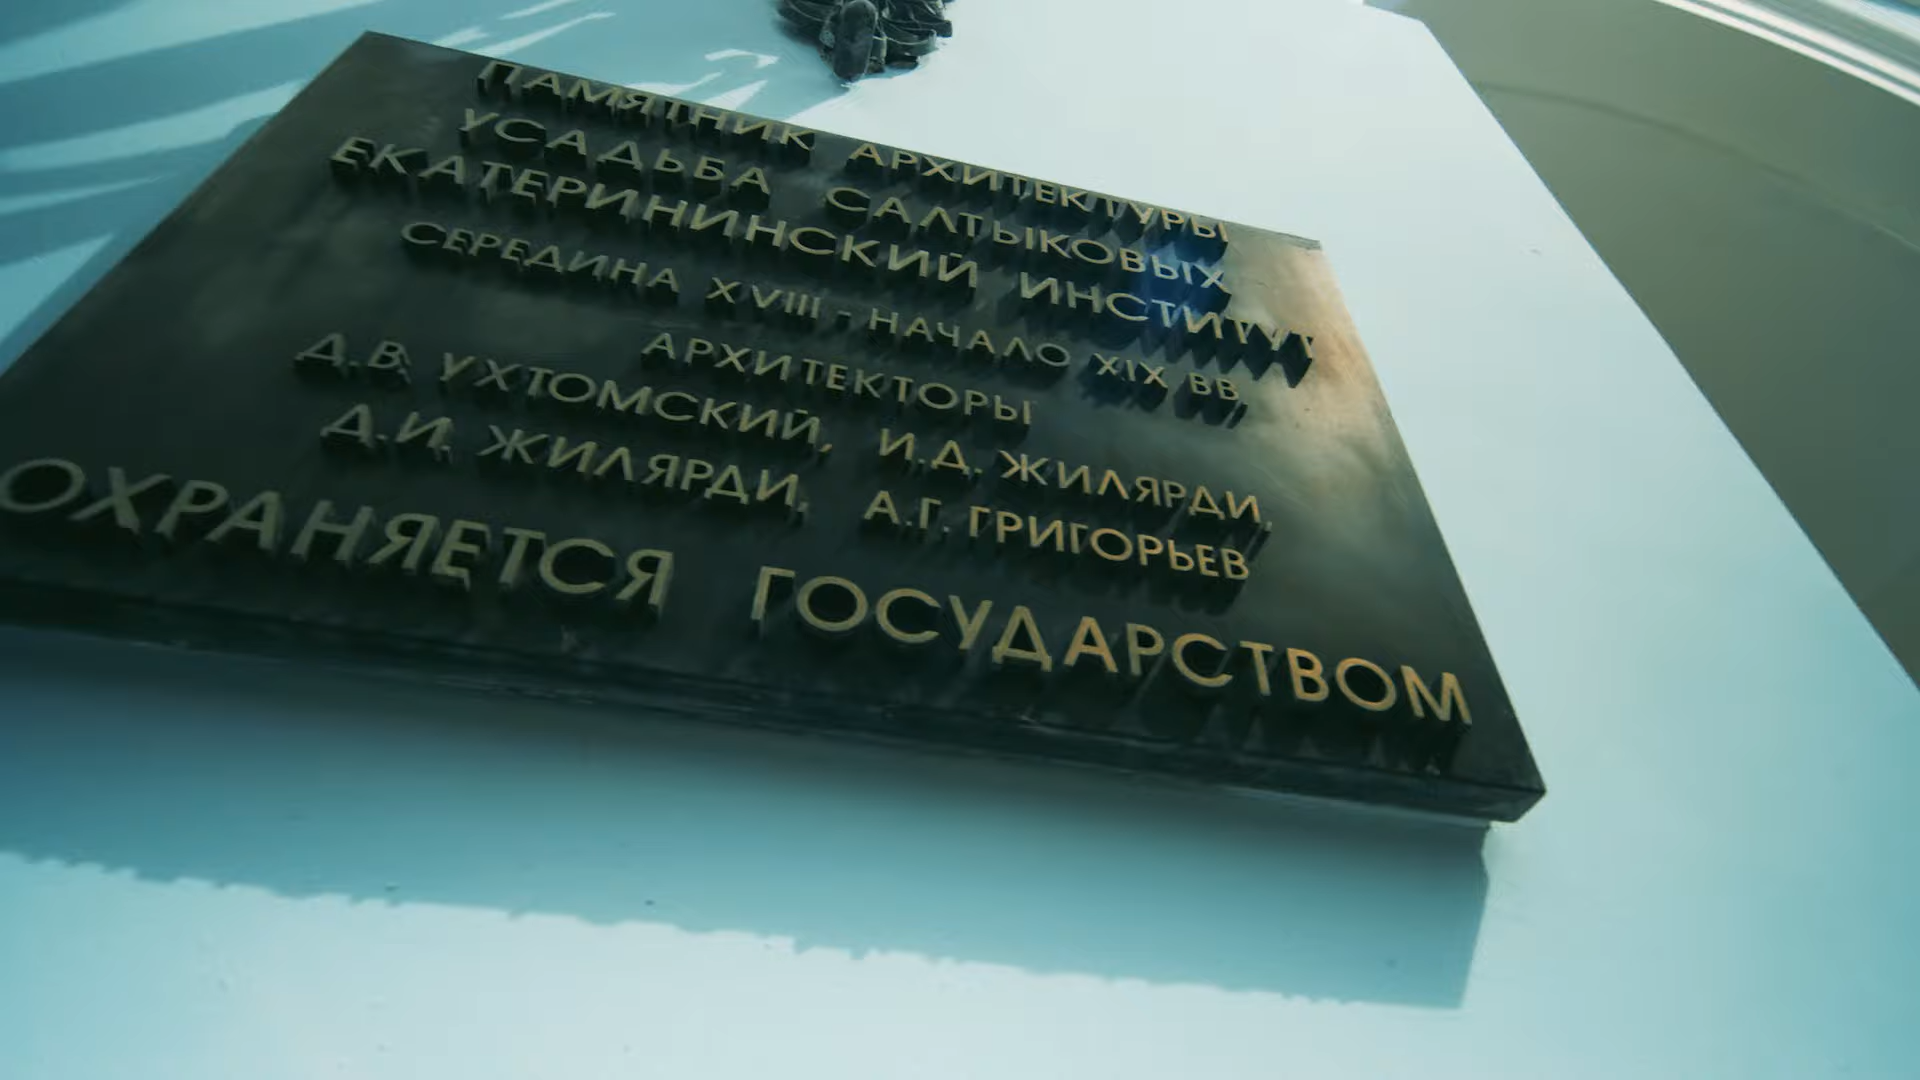 ПАМЯТНИК АРХИТЕКТУРЫ
УСАДЬБА САЛТЫКОВЫХ
ЕКАТЕРИНИНСКИЙ ИНСТИТУТ
СЕРЕДИНА XVIII - НАЧАЛО XIX ВВ.
АРХИТЕКТОРЫ
Д.В. УХТОМСКИЙ, И.Д. ЖИЛЯРДИ,
Д.И. ЖИЛЯРДИ, А.Г. ГРИГОРЬЕВ
ОХРАНЯЕТСЯ ГОСУДАРСТВОМ